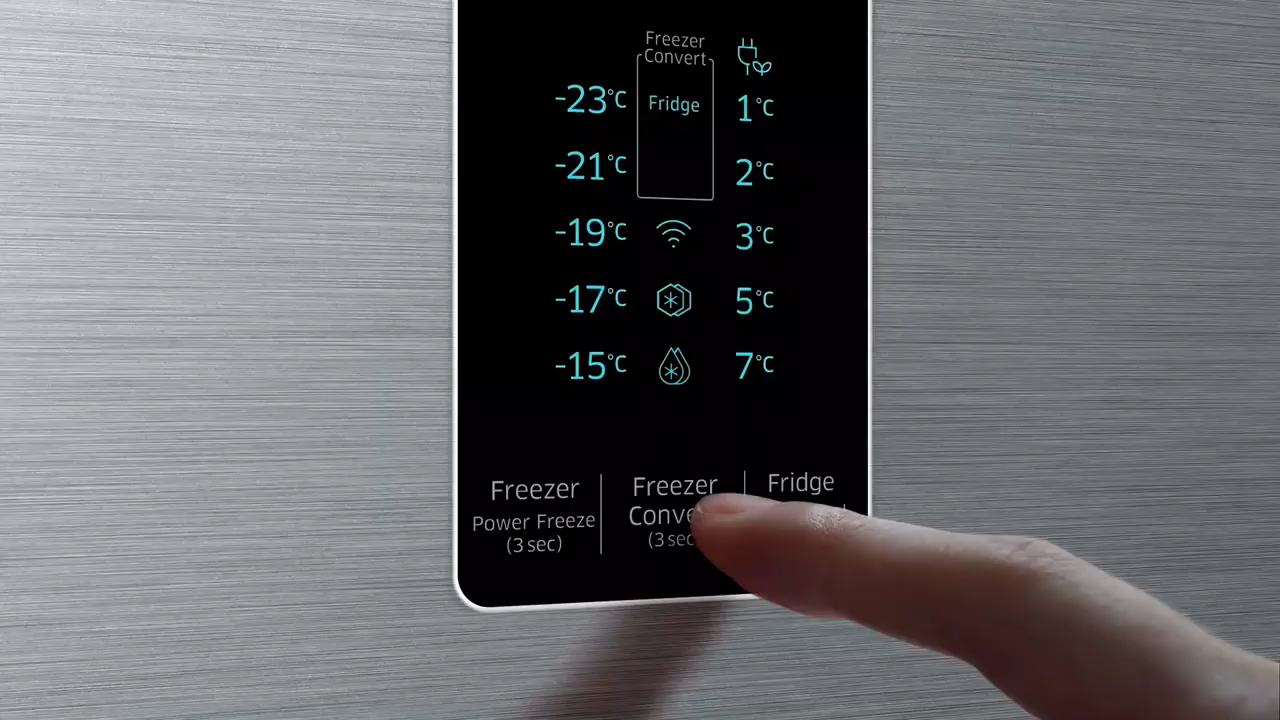 Freezer
Convert
-23°C Fridge 1°C
-21°C 2°C
-19°C 3°C
-17°C 5°C
-15°C 7°C
Freezer Freezer Fridge
Power Freeze
(3 sec)